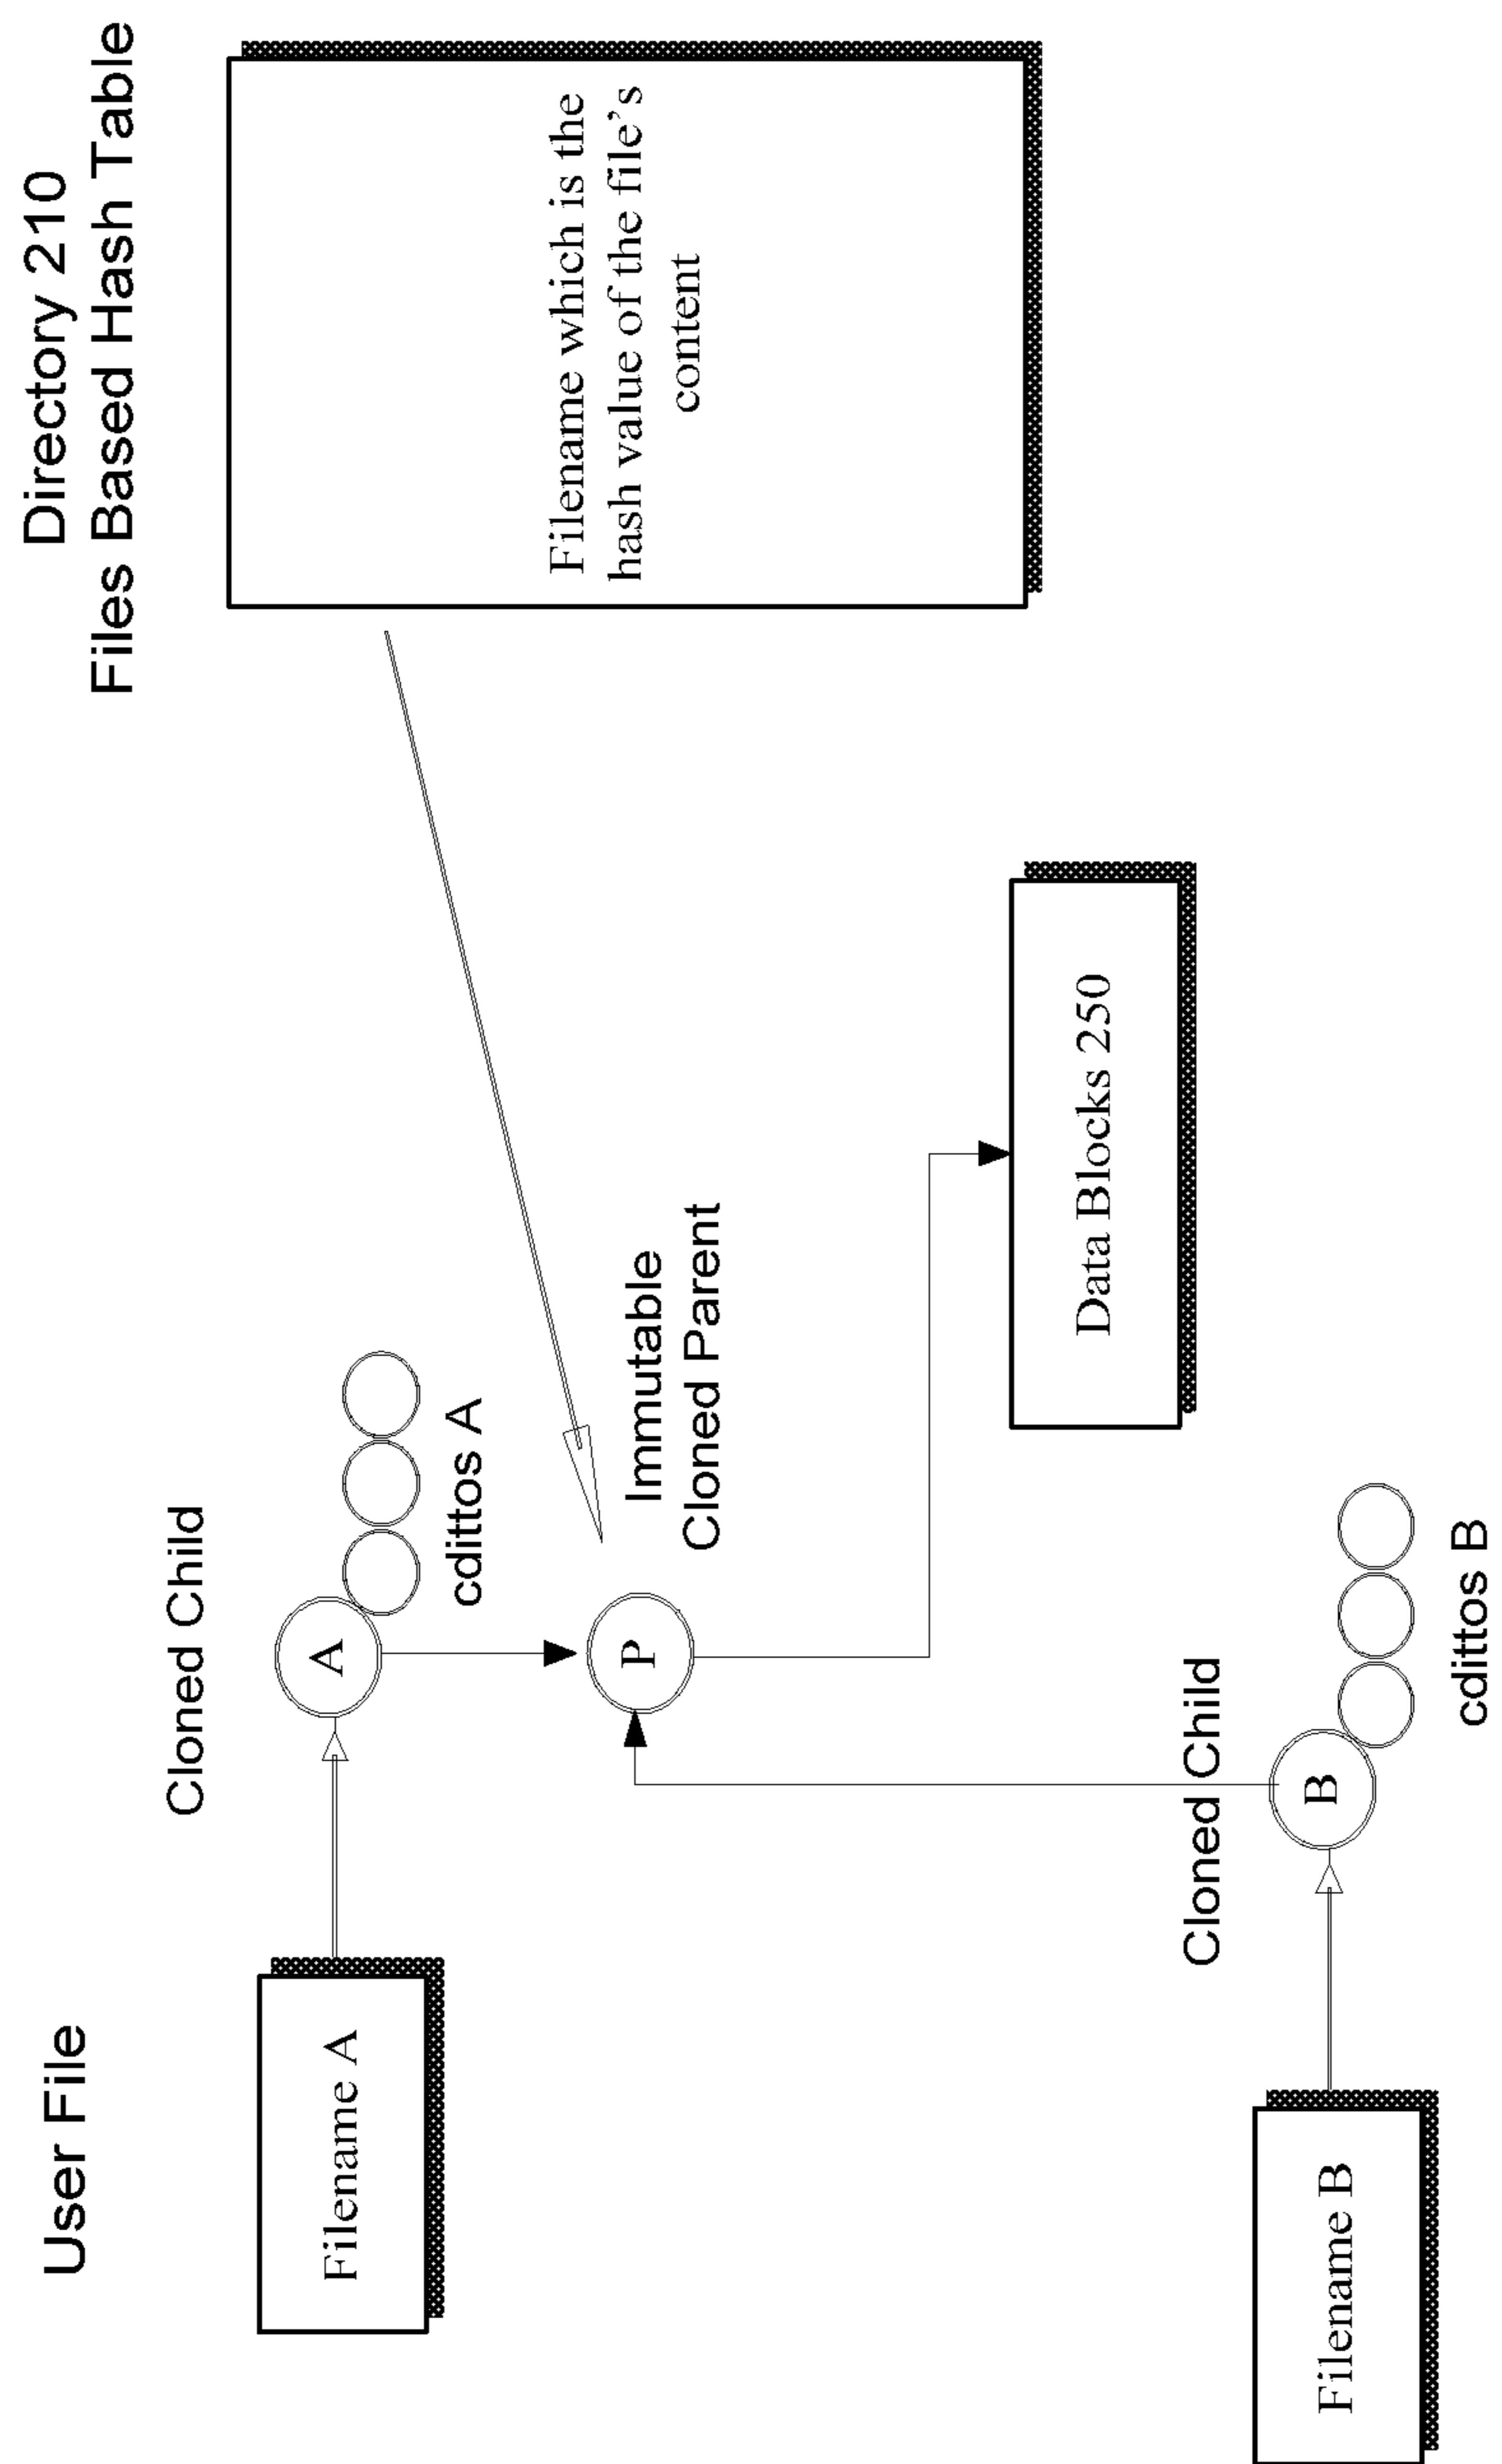 User File
Directory 210
Files Based Hash Table
Cloned Child
Filename A
A
cdittos A
Filename which is the
hash value of the file's
content
P
Immutable
Cloned Parent
Data Blocks 250
Cloned Child
Filename B
B
cdittos B